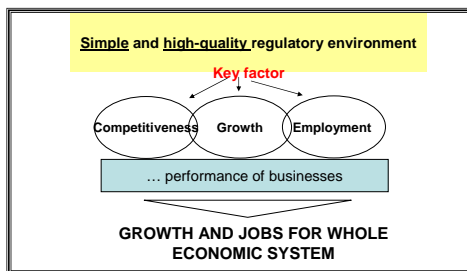 Simple and high-quality regulatory environment
Key factor
Competitiveness Growth Employment
… performance of businesses
GROWTH AND JOBS FOR WHOLE
ECONOMIC SYSTEM